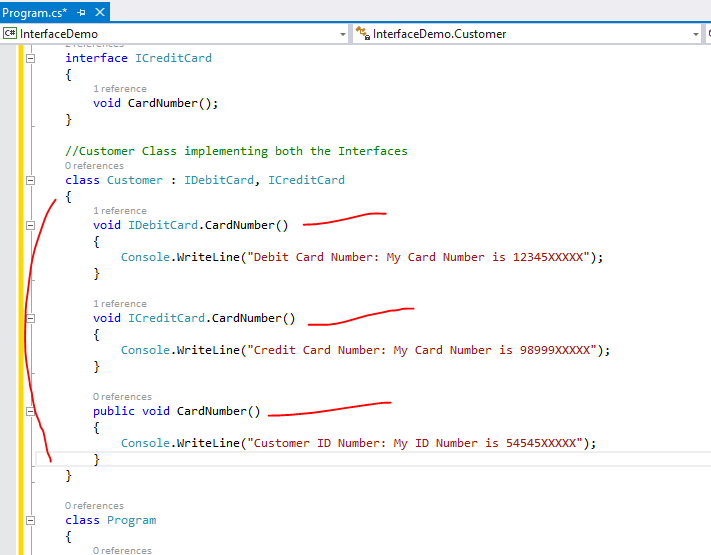 Program.cs*
C# InterfaceDemo InterfaceDemo.Customer
2 references
interface ICreditCard
{
1 reference
void CardNumber();
}
//Customer Class implementing both the Interfaces
0 references
class Customer : IDebitCard, ICreditCard
{
1 reference
void IDebitCard.CardNumber()
{
Console.WriteLine("Debit Card Number: My Card Number is 12345XXXXX");
}
1 reference
void ICreditCard.CardNumber()
{
Console.WriteLine("Credit Card Number: My Card Number is 98999XXXXX");
}
0 references
public void CardNumber()
{
Console.WriteLine("Customer ID Number: My ID Number is 54545XXXXX");
}
}
0 references
class Program
{
0 references